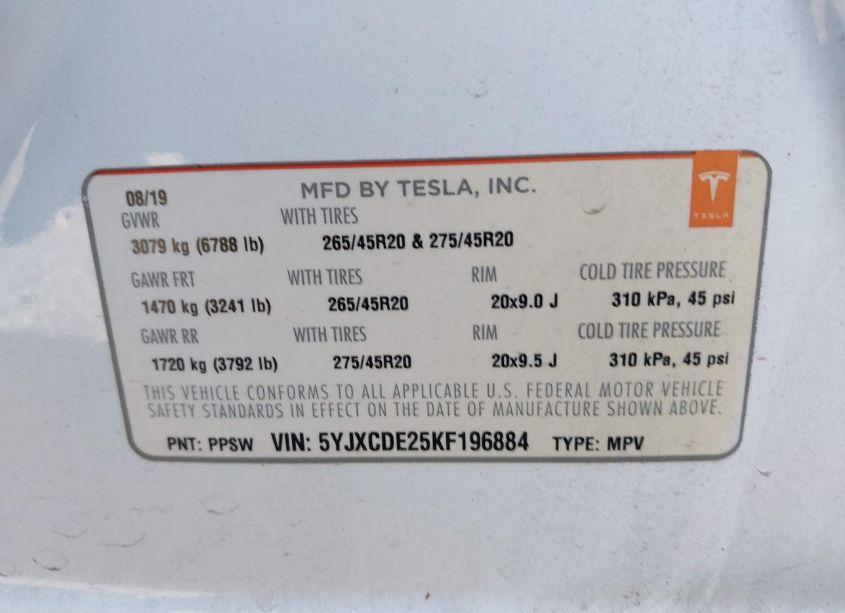 08/19 MFD BY TESLA, INC.
TESLA
GVWR WITH TIRES
3079 kg (6788 lb) 265/45R20 & 275/45R20
GAWR FRT WITH TIRES RIM COLD TIRE PRESSURE
1470 kg (3241 lb) 265/45R20 20x9.0 J 310 kPa, 45 psi
GAWR RR WITH TIRES RIM COLD TIRE PRESSURE
1720 kg (3792 lb) 275/45R20 20x9.5 J 310 kPa, 45 psi
THIS VEHICLE CONFORMS TO ALL APPLICABLE U.S. FEDERAL MOTOR VEHICLE
SAFETY STANDARDS IN EFFECT ON THE DATE OF MANUFACTURE SHOWN ABOVE.
PNT: PPSW VIN: 5YJXCDE25KF196884 TYPE: MPV